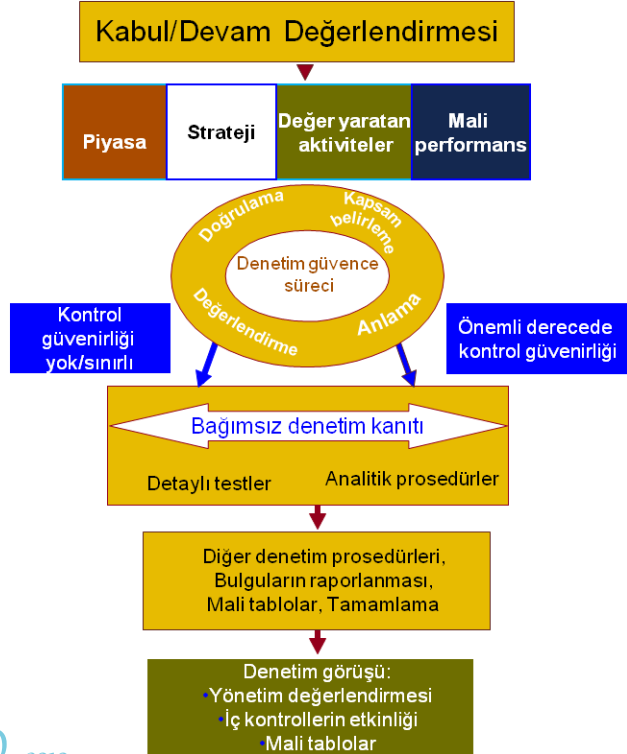 Kabul/Devam Değerlendirmesi
Piyasa
Strateji
Değer yaratan
aktiviteler
Mali
performans
Doğrulama
Kapsam
belirleme
Denetim güvence
süreci
Değerlendirme
Anlama
Kontrol
güvenirliği
yok/sınırlı
Önemli derecede
kontrol güvenirliği
Bağımsız denetim kanıtı
Detaylı testler
Analitik prosedürler
Diğer denetim prosedürleri,
Bulguların raporlanması,
Mali tablolar, Tamamlama
Denetim görüşü:
•Yönetim değerlendirmesi
•İç kontrollerin etkinliği
•Mali tablolar